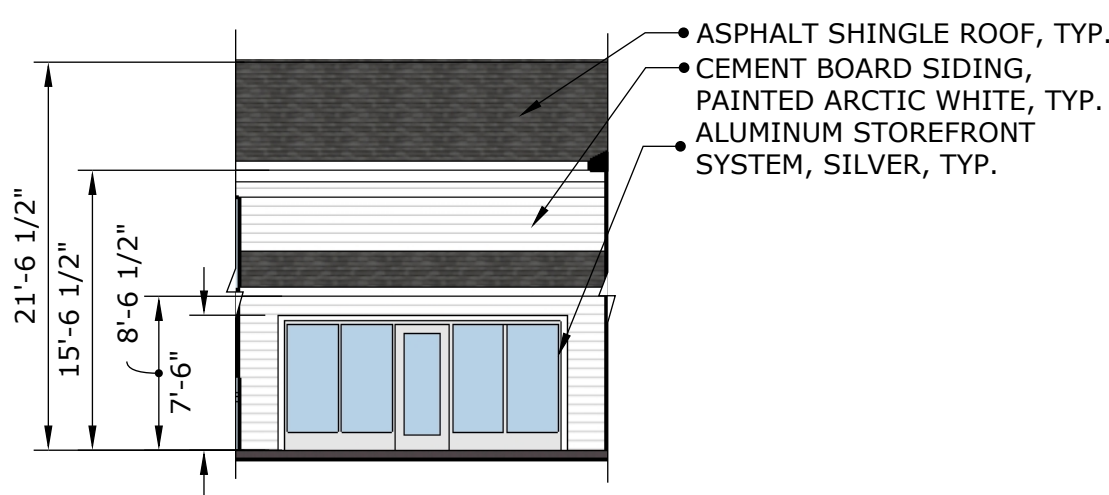 ASPHALT SHINGLE ROOF, TYP.
CEMENT BOARD SIDING,
PAINTED ARCTIC WHITE, TYP.
ALUMINUM STOREFRONT
SYSTEM, SILVER, TYP.
21'-6 1/2"
15'-6 1/2"
8'-6 1/2"
7'-6"